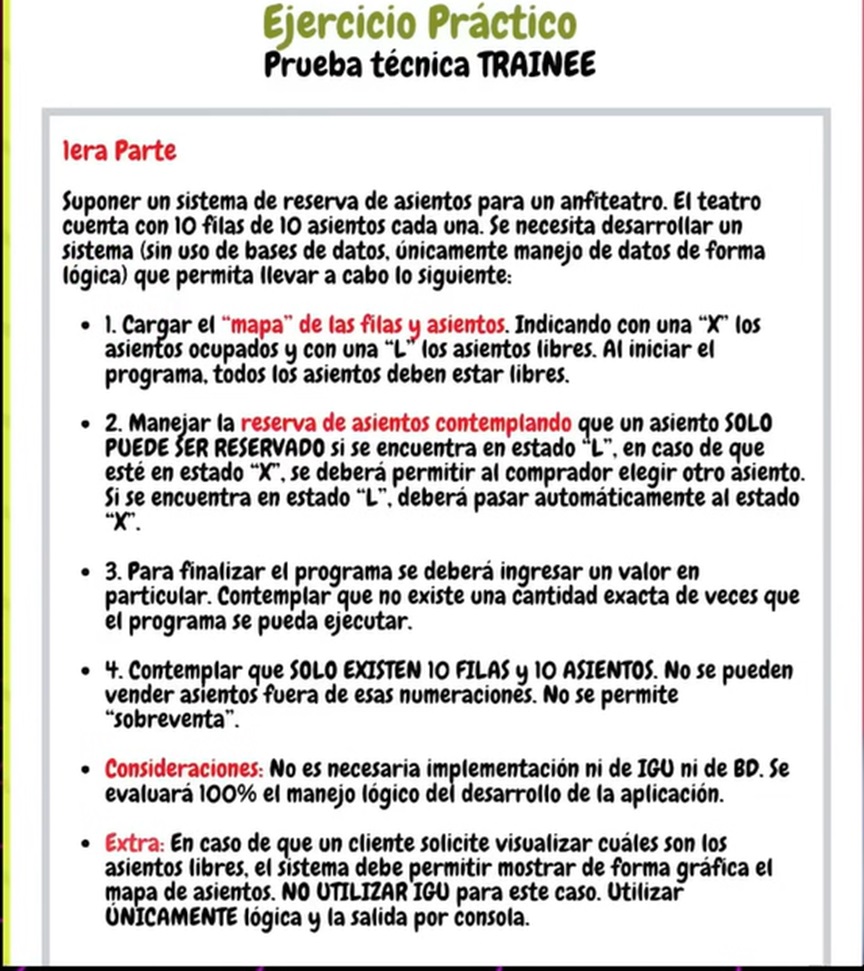 Ejercicio Práctico
Prueba técnica TRAINEE
1era Parte
Suponer un sistema de reserva de asientos para un anfiteatro. El teatro
cuenta con 10 filas de 10 asientos cada una. Se necesita desarrollar un
sistema (sin uso de bases de datos, únicamente manejo de datos de forma
lógica) que permita llevar a cabo lo siguiente:
• 1. Cargar el “mapa” de las filas y asientos. Indicando con una “X” los
asientos ocupados y con una “L” los asientos libres. Al iniciar el
programa, todos los asientos deben estar libres.
• 2. Manejar la reserva de asientos contemplando que un asiento SOLO
PUEDE SER RESERVADO si se encuentra en estado “L”, en caso de que
esté en estado “X”, se deberá permitir al comprador elegir otro asiento.
Si se encuentra en estado “L”, deberá pasar automáticamente al estado
“X”.
• 3. Para finalizar el programa se deberá ingresar un valor en
particular. Contemplar que no existe una cantidad exacta de veces que
el programa se pueda ejecutar.
• 4. Contemplar que SOLO EXISTEN 10 FILAS y 10 ASIENTOS. No se pueden
vender asientos fuera de esas numeraciones. No se permite
“sobreventa”.
• Consideraciones: No es necesaria implementación ni de IGU ni de BD. Se
evaluará 100% el manejo lógico del desarrollo de la aplicación.
• Extra: En caso de que un cliente solicite visualizar cuáles son los
asientos libres, el sistema debe permitir mostrar de forma gráfica el
mapa de asientos. NO UTILIZAR IGU para este caso. Utilizar
ÚNICAMENTE lógica y la salida por consola.